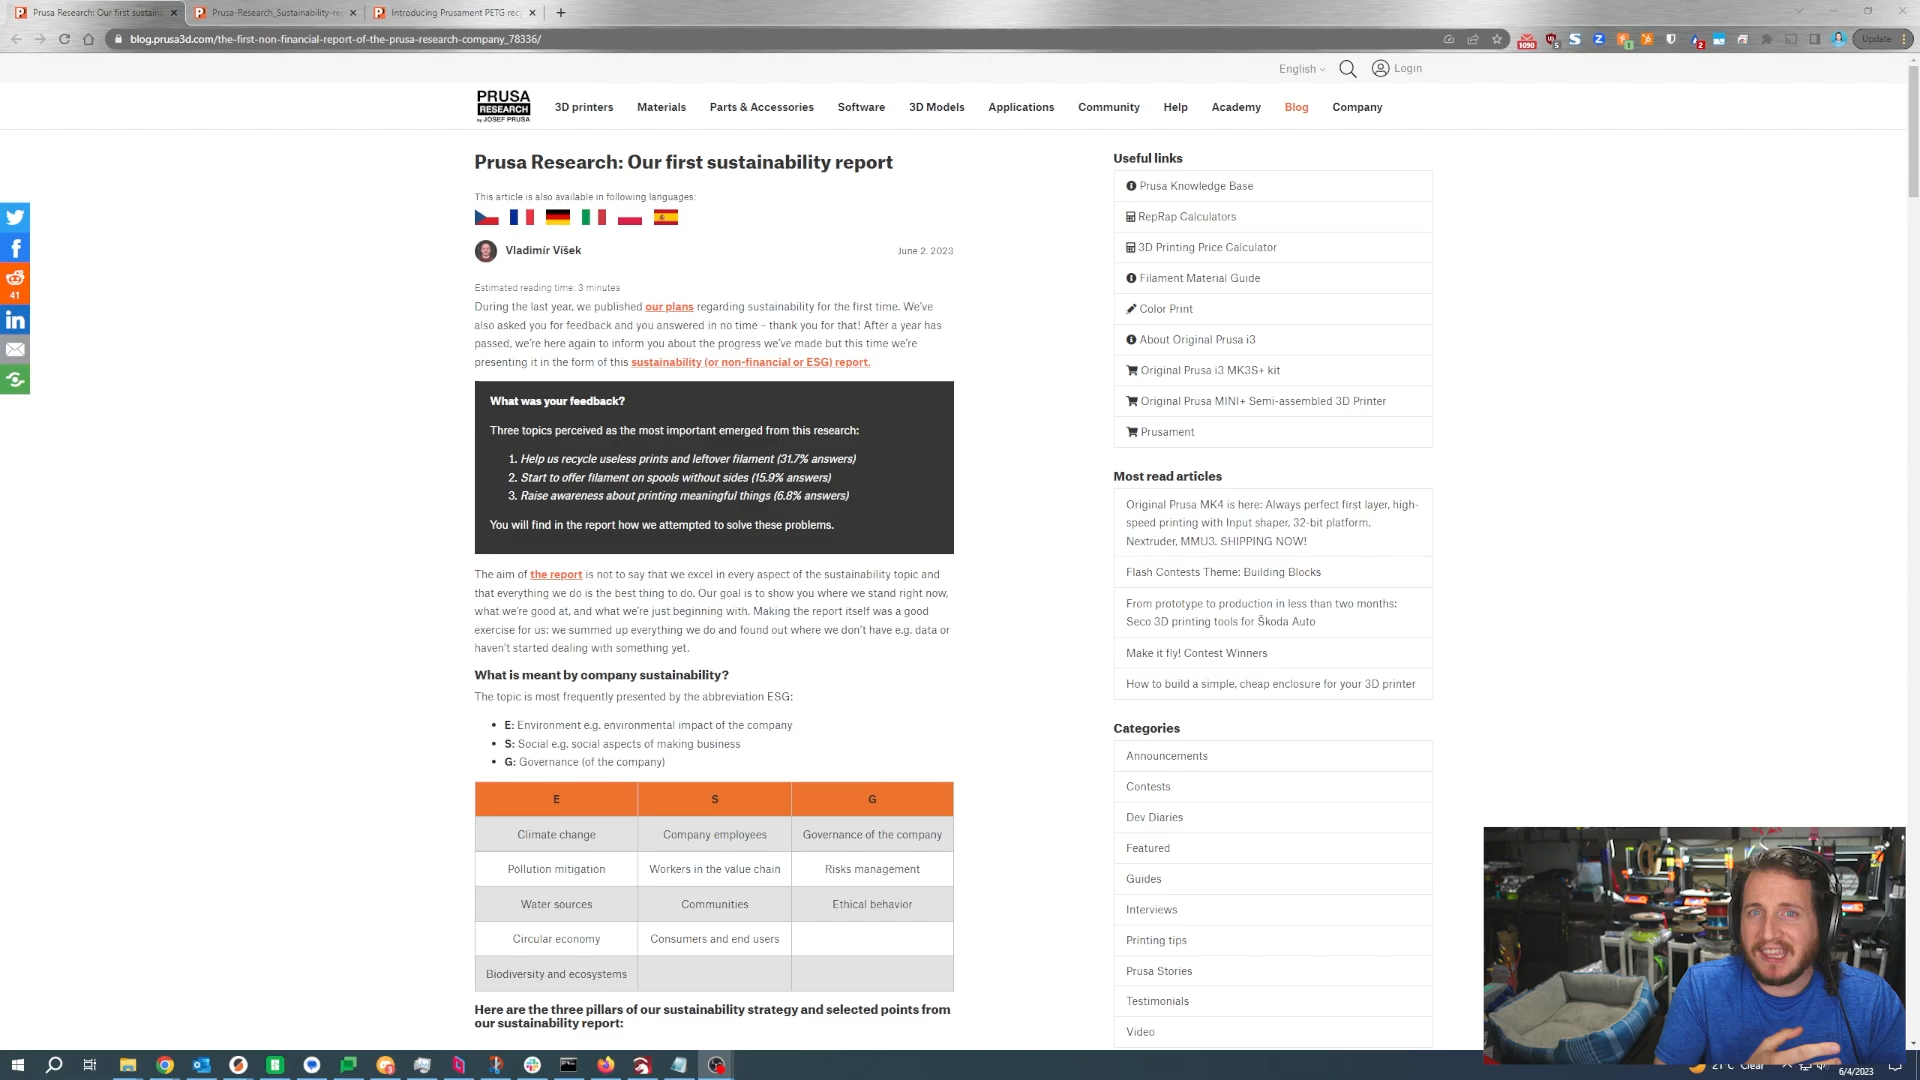 Prusa Research: Our first sustain
Prusa-Research_Sustainability-re
Introducing Prusament PETG rec
blog.prusa3d.com/the-first-non-financial-report-of-the-prusa-research-company_78336/
1090
5
1
2
Update
English
Login
PRUSA
RESEARCH
by JOSEF PRUSA
3D printers
Materials
Parts & Accessories
Software
3D Models
Applications
Community
Help
Academy
Blog
Company
Prusa Research: Our first sustainability report
This article is also available in following languages:
Vladimír Víšek
June 2. 2023
Estimated reading time: 3 minutes
During the last year, we published our plans regarding sustainability for the first time. We've
also asked you for feedback and you answered in no time – thank you for that! After a year has
passed, we're here again to inform you about the progress we've made but this time we're
presenting it in the form of this sustainability (or non-financial or ESG) report.
What was your feedback?
Three topics perceived as the most important emerged from this research:
1. Help us recycle useless prints and leftover filament (31.7% answers)
2. Start to offer filament on spools without sides (15.9% answers)
3. Raise awareness about printing meaningful things (6.8% answers)
You will find in the report how we attempted to solve these problems.
The aim of the report is not to say that we excel in every aspect of the sustainability topic and
that everything we do is the best thing to do. Our goal is to show you where we stand right now,
what we're good at, and what we're just beginning with. Making the report itself was a good
exercise for us: we summed up everything we do and found out where we don't have e.g. data or
haven't started dealing with something yet.
What is meant by company sustainability?
The topic is most frequently presented by the abbreviation ESG:
• E: Environment e.g. environmental impact of the company
• S: Social e.g. social aspects of making business
• G: Governance (of the company)
E
S
G
Climate change
Company employees
Governance of the company
Pollution mitigation
Workers in the value chain
Risks management
Water sources
Communities
Ethical behavior
Circular economy
Consumers and end users
Biodiversity and ecosystems
Here are the three pillars of our sustainability strategy and selected points from
our sustainability report:
41
Useful links
Prusa Knowledge Base
RepRap Calculators
3D Printing Price Calculator
Filament Material Guide
Color Print
About Original Prusa i3
Original Prusa i3 MK3S+ kit
Original Prusa MINI+ Semi-assembled 3D Printer
Prusament
Most read articles
Original Prusa MK4 is here: Always perfect first layer, high-
speed printing with Input shaper, 32-bit platform,
Nextruder, MMU3. SHIPPING NOW!
Flash Contests Theme: Building Blocks
From prototype to production in less than two months:
Seco 3D printing tools for Škoda Auto
Make it fly! Contest Winners
How to build a simple, cheap enclosure for your 3D printer
Categories
Announcements
Contests
Dev Diaries
Featured
Guides
Interviews
Printing tips
Prusa Stories
Testimonials
Video
21°C Clear
6/4/2023